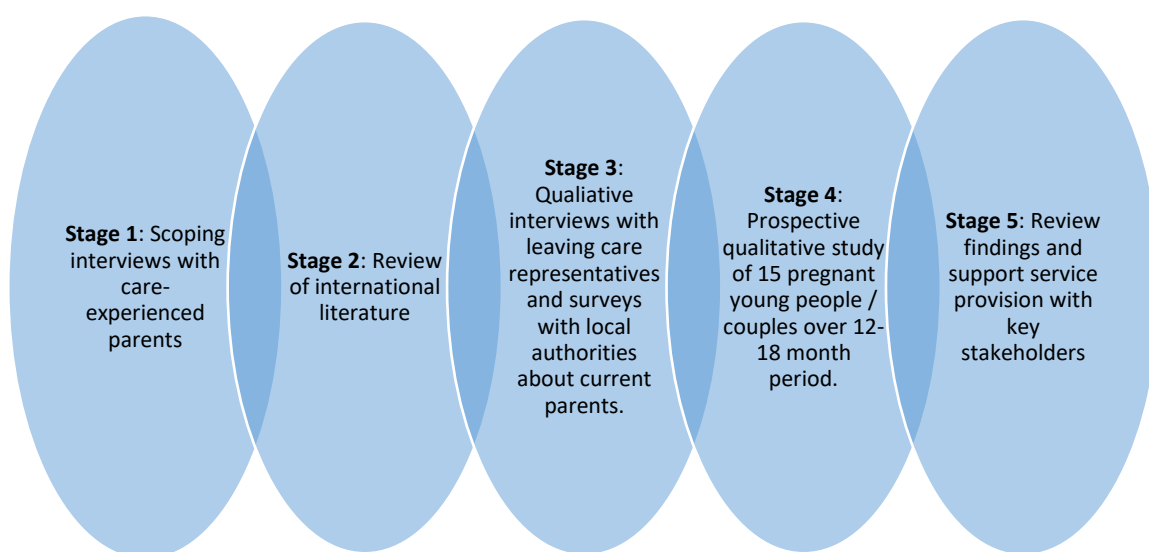 Stage 1: Scoping
interviews with
care-
experienced
parents
Stage 2: Review
of international
literature
Stage 3:
Qualiative
interviews with
leaving care
representatives
and surveys
with local
authorities
about current
parents.
Stage 4:
Prospective
qualitative study
of 15 pregnant
young people /
couples over 12-
18 month
period.
Stage 5: Review
findings and
support service
provision with
key
stakeholders